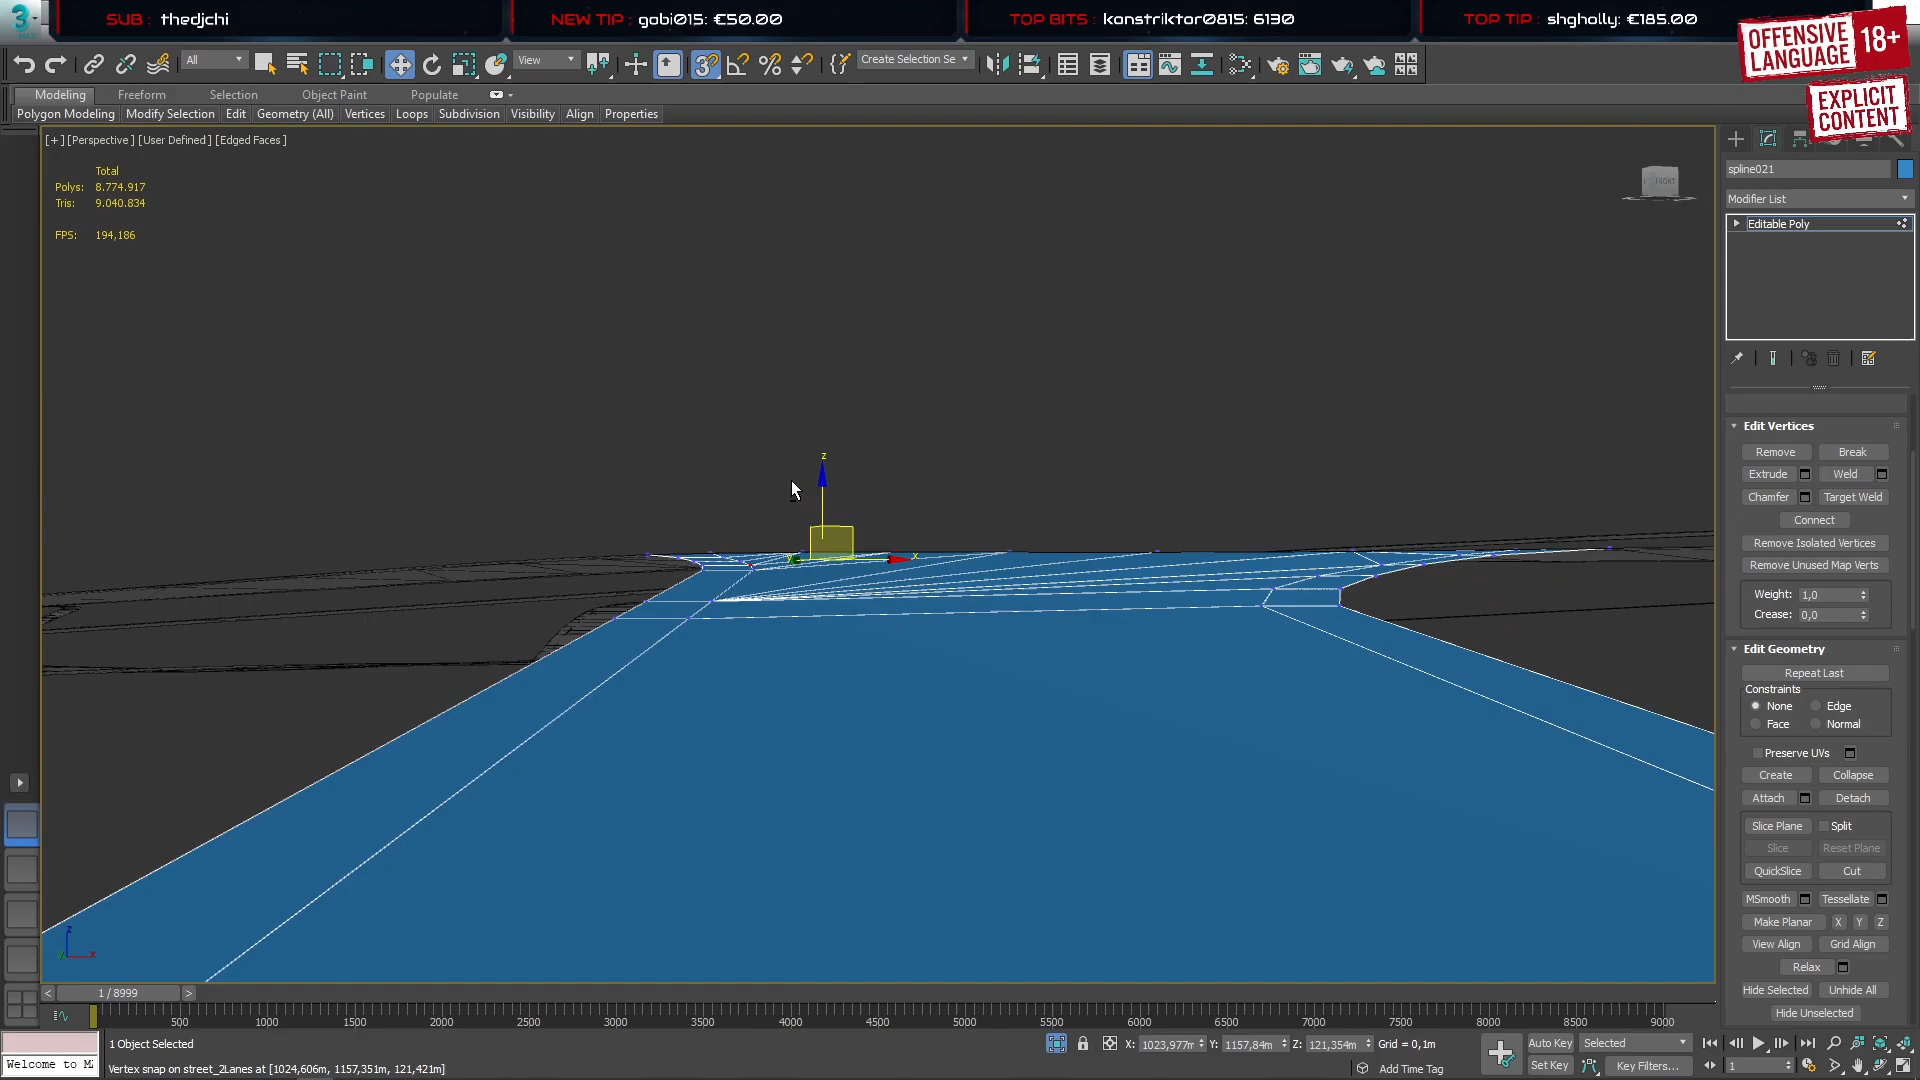 SUB : thedjchi
NEW TIP : gabi015: €50.00
TOP BITS : konstriktor0815: 6130
TOP TIP : shgholly: €185.00
OFFENSIVE LANGUAGE 18+
EXPLICIT CONTENT
All
View
Create Selection Se
Modeling Freeform Selection Object Paint Populate
Polygon Modeling Modify Selection Edit Geometry (All) Vertices Loops Subdivision Visibility Align Properties
[+] [Perspective] [User Defined] [Edged Faces]
Total
Polys: 8.774.917
Tris: 9.040.834
FPS: 194,186
FRONT
z
y
x
spline021
Modifier List
Editable Poly
Edit Vertices
Remove Break
Extrude Weld
Chamfer Target Weld
Connect
Remove Isolated Vertices
Remove Unused Map Verts
Weight: 1,0
Crease: 0,0
Edit Geometry
Repeat Last
Constraints
None Edge
Face Normal
Preserve UVs
Create Collapse
Attach Detach
Slice Plane Split
Slice Reset Plane
QuickSlice Cut
MSmooth Tessellate
Make Planar X Y Z
View Align Grid Align
Relax
Hide Selected Unhide All
Hide Unselected
z
y x
< 1 / 8999 >
500 1000 1500 2000 2500 3000 3500 4000 4500 5000 5500 6000 6500 7000 7500 8000 8500 9000
1 Object Selected
X: 1023,977m Y: 1157,84m Z: 121,354m Grid = 0,1m
Auto Key Selected
Welcome to M
Vertex snap on street_2Lanes at [1024,606m, 1157,351m, 121,421m]
Add Time Tag
Set Key Key Filters...
1